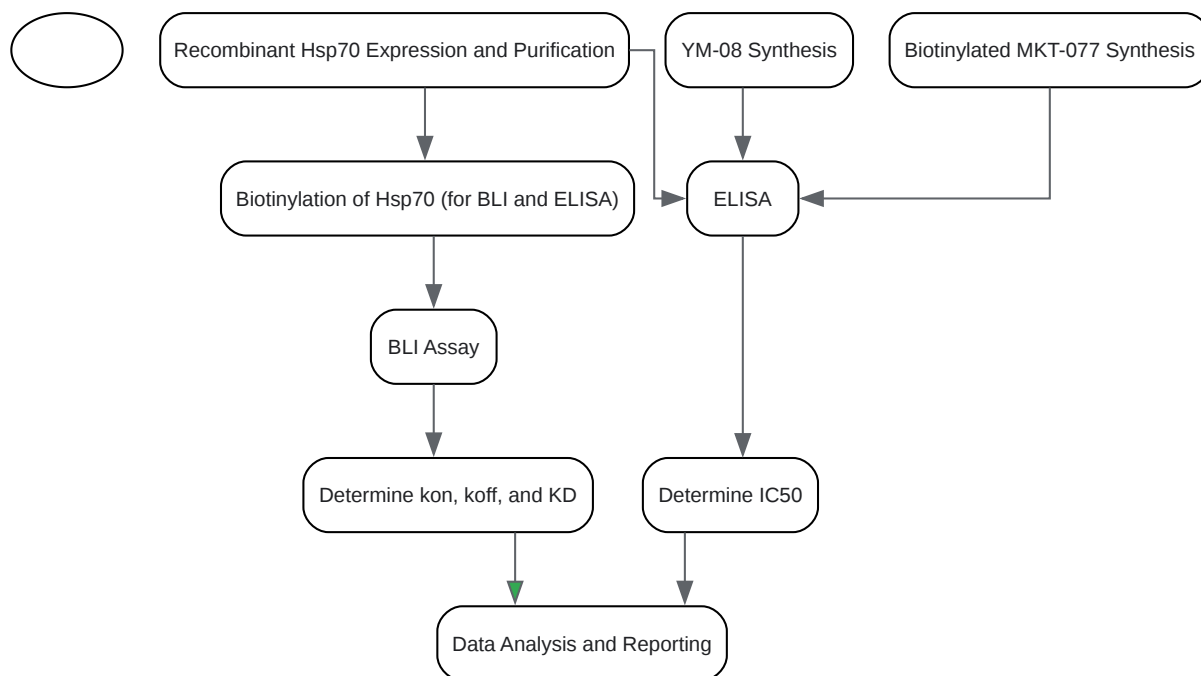 Recombinant Hsp70 Expression and Purification
YM-08 Synthesis
Biotinylated MKT-077 Synthesis
Biotinylation of Hsp70 (for BLI and ELISA)
ELISA
BLI Assay
Determine kon, koff, and KD
Determine IC50
Data Analysis and Reporting